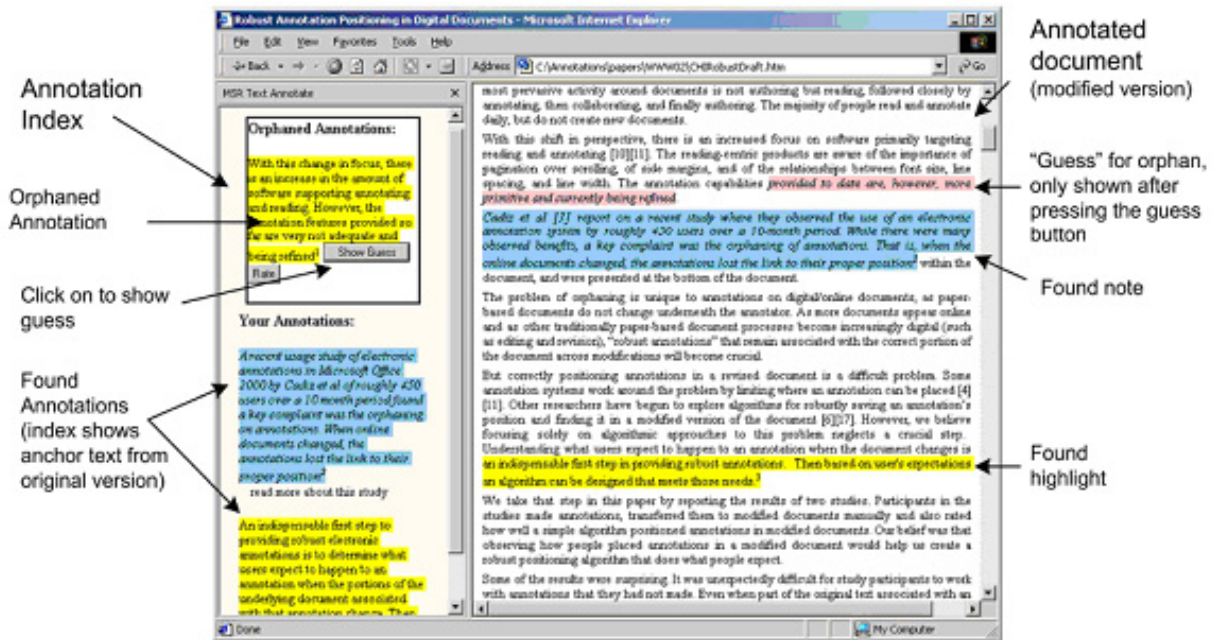 Robust Annotation Positioning in Digital Documents - Microsoft Internet Explorer
File Edit View Favorites Tools Help
Back
Address C:\Annotations\papers\WWW02\CHIRobustDraft.htm
Go
Annotation
Index
Orphaned
Annotation
Click on to show
guess
Found
Annotations
(index shows
anchor text from
original version)
MSR Text Annotate
Orphaned Annotations:
With this change in focus, there
is an increase in the amount of
software supporting annotating
and reading. However, the
annotation features provided so
far are very not adequate and
being refined1 Show Guess
Rate
Your Annotations:
A recent usage study of electronic
annotations in Microsoft Office
2000 by Cadiz et al of roughly 450
users over a 10 month period found
a key complaint was the orphaning
on annotations. When online
documents changed, the
annotations lost the link to their
proper position2
read more about this study
An indispensable first step to
providing robust electronic
annotations is to determine what
users expect to happen to an
annotation when the portions of the
underlying document associated
with that annotation change. Then
most pervasive activity around documents is not authoring but reading, followed closely by
annotating, then collaborating, and finally authoring. The majority of people read and annotate
daily, but do not create new documents.
With this shift in perspective, there is an increased focus on software primarily targeting
reading and annotating [10][11]. The reading-centric products are aware of the importance of
pagination over scrolling, of side margins, and of the relationships between font size, line
spacing, and line width. The annotation capabilities provided to date are, however, more
primitive and currently being refined
Cadiz et al [3] report on a recent study where they observed the use of an electronic
annotation system by roughly 450 users over a 10-month period. While there were many
observed benefits, a key complaint was the orphaning of annotations. That is, when the
online documents changed, the annotations lost the link to their proper position2 within the
document, and were presented at the bottom of the document.
The problem of orphaning is unique to annotations on digital/online documents, as paper-
based documents do not change underneath the annotator. As more documents appear online
and as other traditionally paper-based document processes become increasingly digital (such
as editing and revision), "robust annotations" that remain associated with the correct portion of
the document across modifications will become crucial.
But correctly positioning annotations in a revised document is a difficult problem. Some
annotation systems work around the problem by limiting where an annotation can be placed [4]
[11]. Other researchers have begun to explore algorithms for robustly saving an annotation's
position and finding it in a modified version of the document [6][17]. However, we believe
focusing solely on algorithmic approaches to this problem neglects a crucial step.
Understanding what users expect to happen to an annotation when the document changes is
an indispensable first step in providing robust annotations. Then based on user's expectations
an algorithm can be designed that meets those needs.3
We take that step in this paper by reporting the results of two studies. Participants in the
studies made annotations, transferred them to modified documents manually and also rated
how well a simple algorithm positioned annotations in modified documents. Our belief was that
observing how people placed annotations in a modified document would help us create a
robust positioning algorithm that does what people expect.
Some of the results were surprising. It was unexpectedly difficult for study participants to work
with annotations that they had not made. Even when part of the original text associated with an
Annotated
document
(modified version)
"Guess" for orphan,
only shown after
pressing the guess
button
Found note
Found
highlight
Done
My Computer